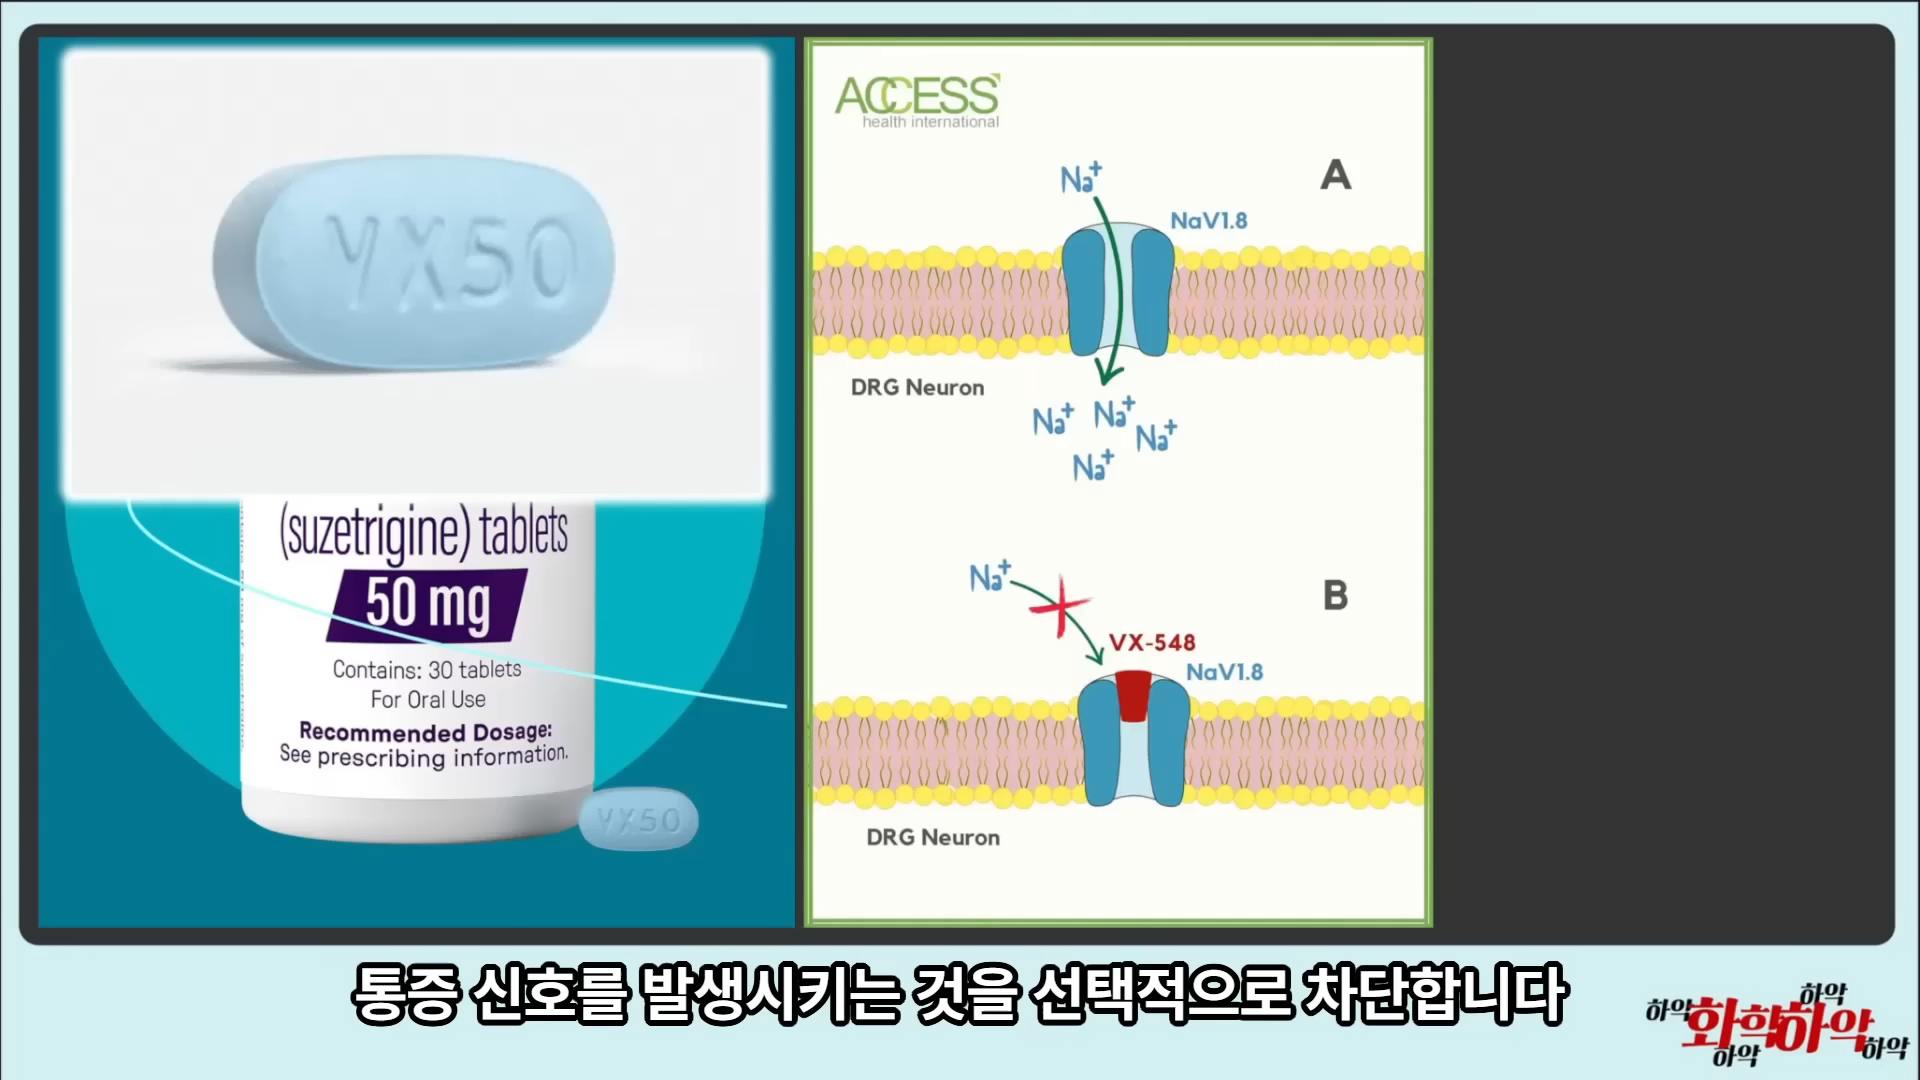 VX50
(suzetrigine) tablets
50 mg
Contains: 30 tablets
For Oral Use
Recommended Dosage:
See prescribing information.
VX50
ACCESS
health international
A
Na+
NaV1.8
DRG Neuron
Na+ Na+ Na+
Na+
B
Na+
VX-548
NaV1.8
DRG Neuron
통증 신호를 발생시키는 것을 선택적으로 차단합니다
하약 화학하약 하약
하약 하약